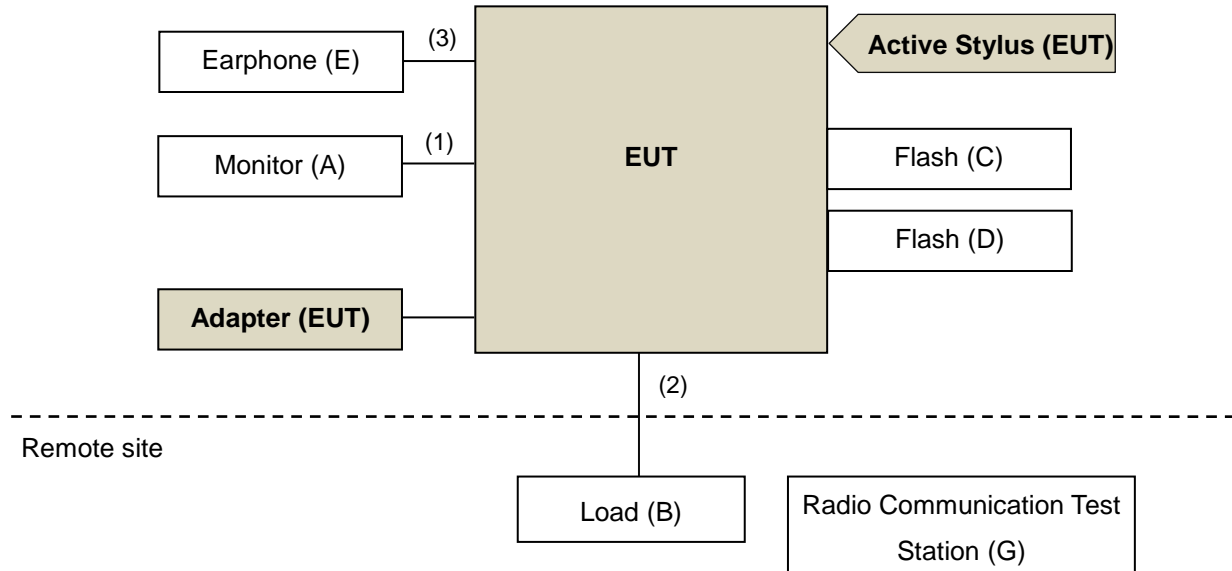 (3)
Earphone (E)
Active Stylus (EUT)
(1)
Monitor (A)
EUT
Flash (C)
Flash (D)
Adapter (EUT)
(2)
Remote site
Load (B)
Radio Communication Test
Station (G)